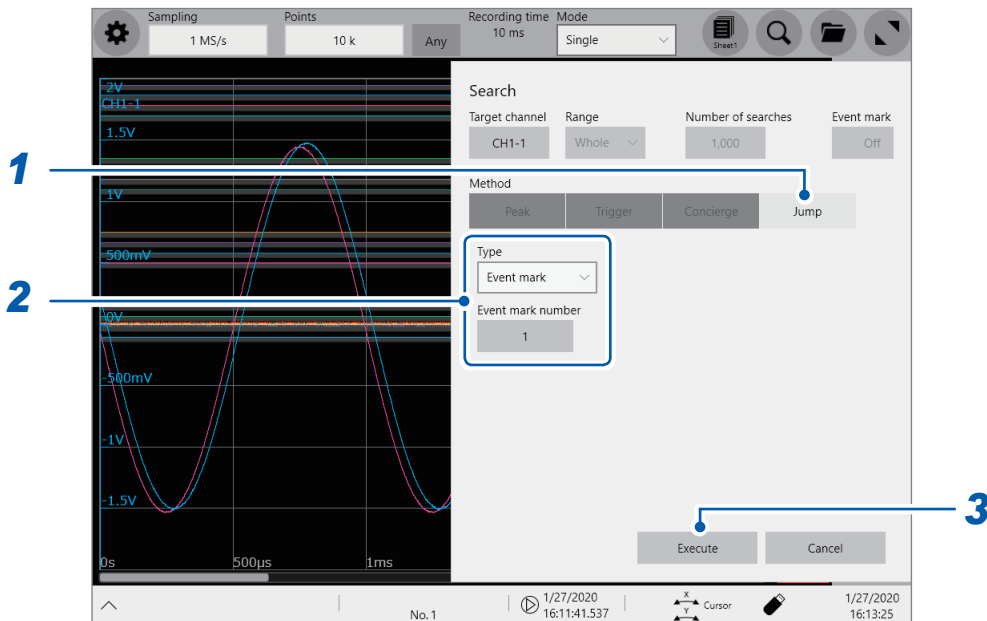 Sampling
Points
Recording time
Mode
1 MS/s
10 k
Any
10 ms
Single
Sheet1
2V
CH1-1
1.5V
1V
500mV
0V
-500mV
-1V
-1.5V
0s
500µs
1ms
Search
Target channel
Range
Number of searches
Event mark
CH1-1
Whole
1,000
Off
Method
Peak
Trigger
Concierge
Jump
Type
Event mark
Event mark number
1
Execute
Cancel
1
2
3
No.1
1/27/2020
16:11:41.537
X
Y
Cursor
1/27/2020
16:13:25